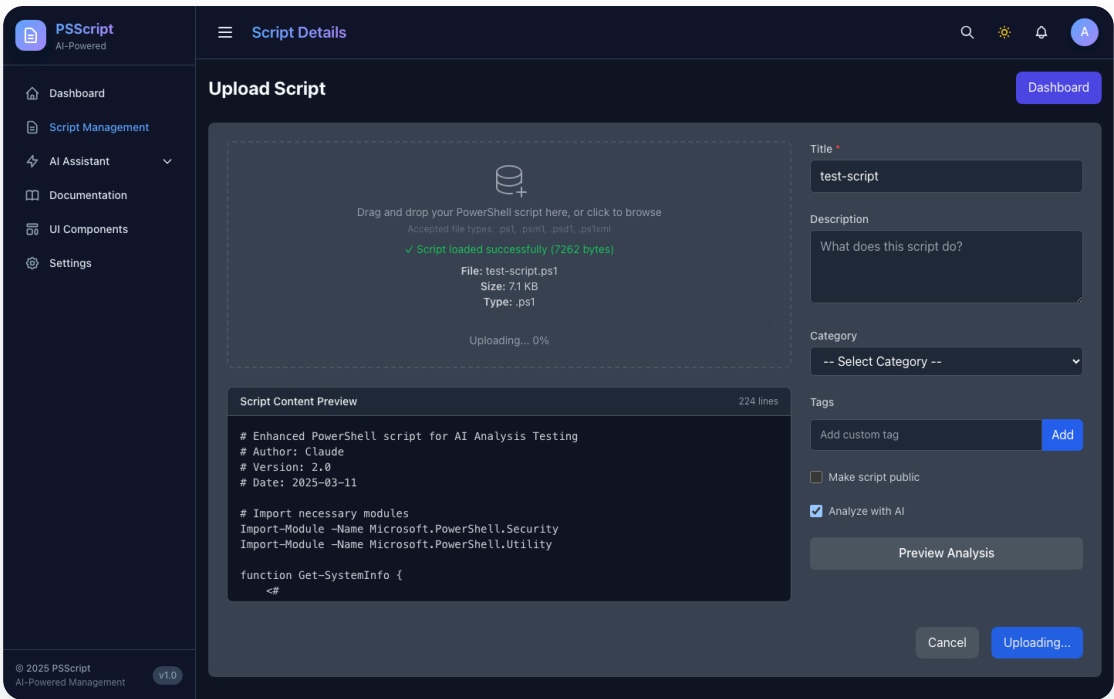 PSScript
AI-Powered
Dashboard
Script Management
AI Assistant
Documentation
UI Components
Settings
© 2025 PSScript
AI-Powered Management
v1.0
Script Details
A
Upload Script
Dashboard
Drag and drop your PowerShell script here, or click to browse
Accepted file types: .ps1, .psm1, .psd1, .ps1xml
✓ Script loaded successfully (7262 bytes)
File: test-script.ps1
Size: 7.1 KB
Type: .ps1
Uploading... 0%
Script Content Preview
224 lines
# Enhanced PowerShell script for AI Analysis Testing
# Author: Claude
# Version: 2.0
# Date: 2025-03-11
# Import necessary modules
Import-Module -Name Microsoft.PowerShell.Security
Import-Module -Name Microsoft.PowerShell.Utility
function Get-SystemInfo {
<#
Title *
test-script
Description
What does this script do?
Category
-- Select Category --
Tags
Add custom tag
Add
Make script public
Analyze with AI
Preview Analysis
Cancel
Uploading...